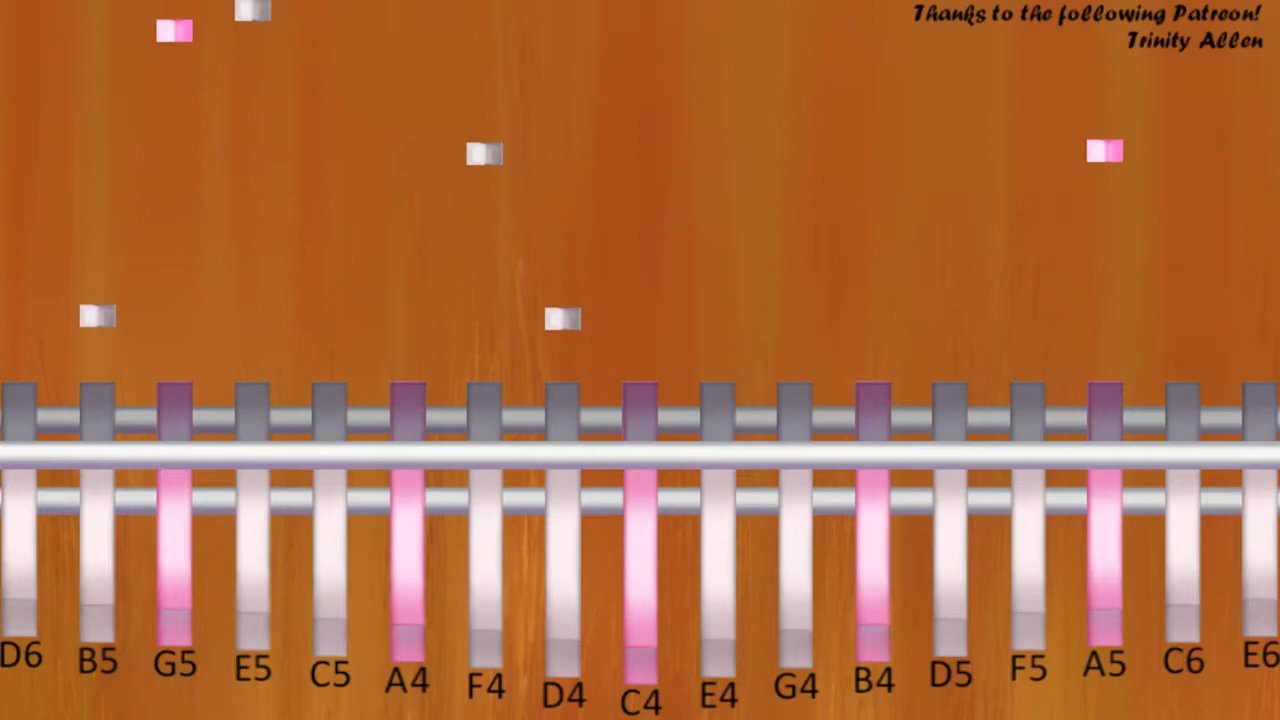 Thanks to the following Patreon!
Trinity Allen
D6 B5 G5 E5 C5 A4 F4 D4 C4 E4 G4 B4 D5 F5 A5 C6 E6